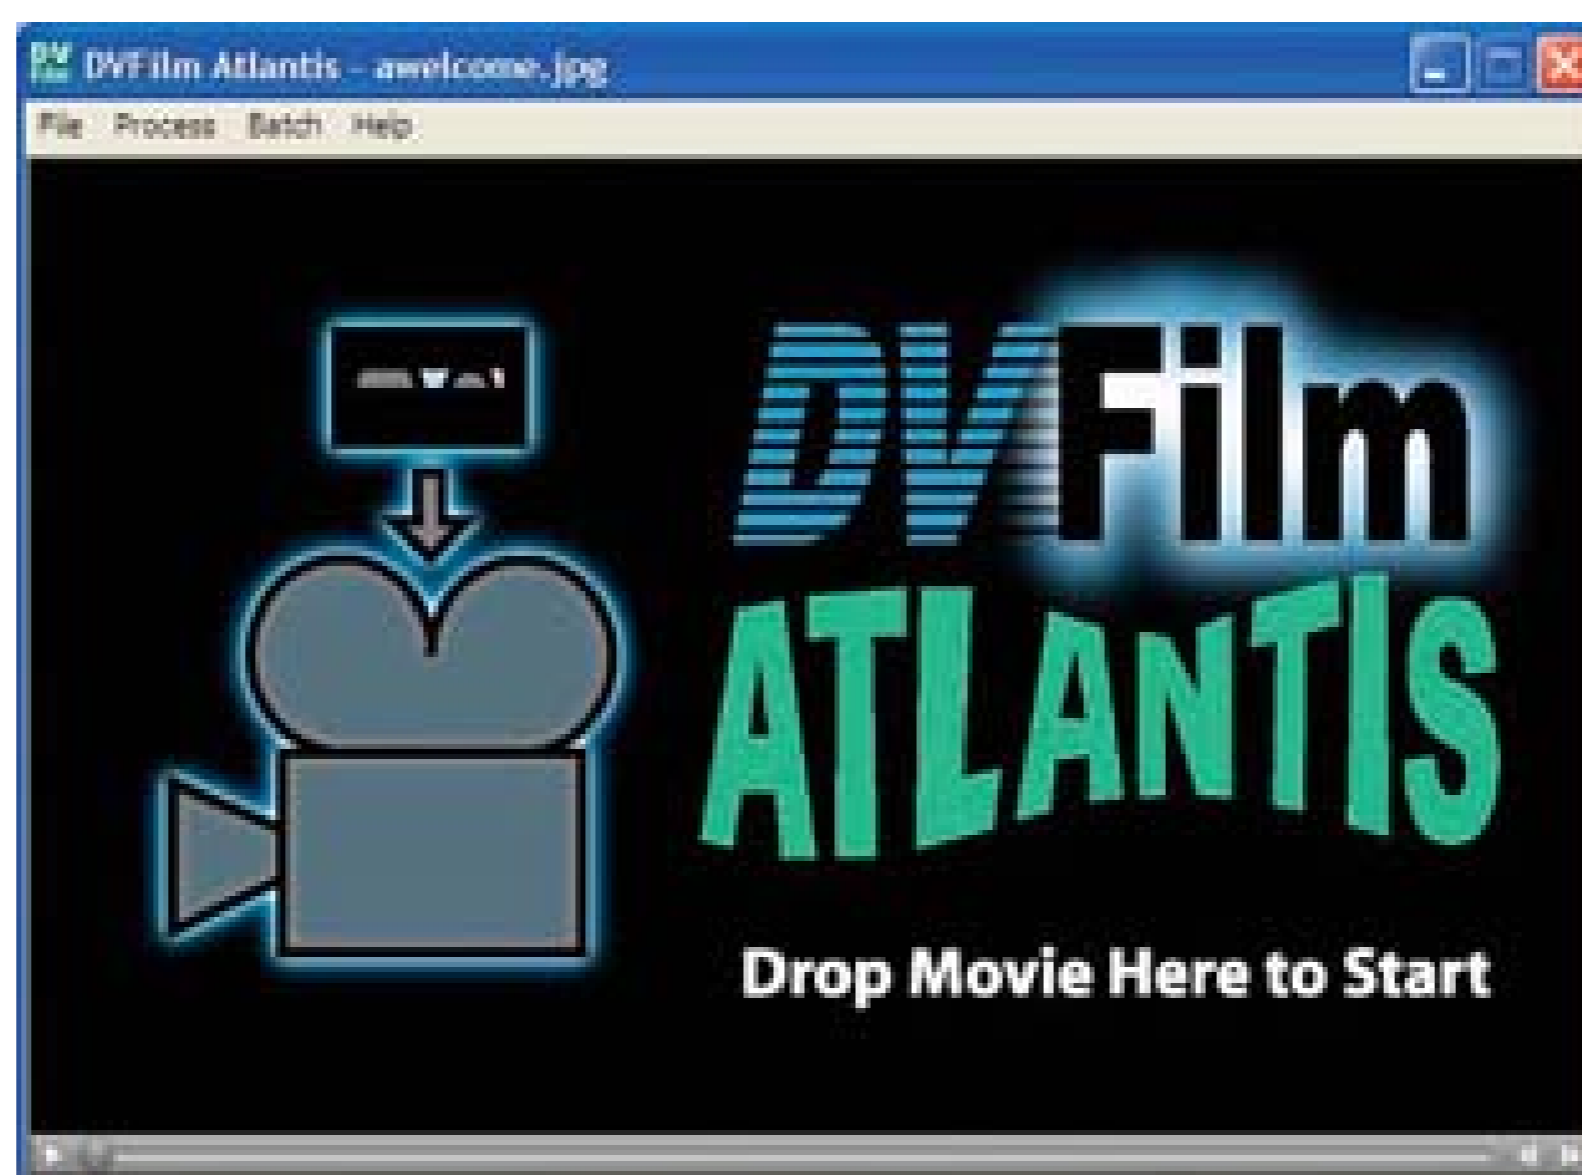 DVFilm Atlantis - awelcome.jpg
File Process Batch Help
DVFilm
ATLANTIS
Drop Movie Here to Start